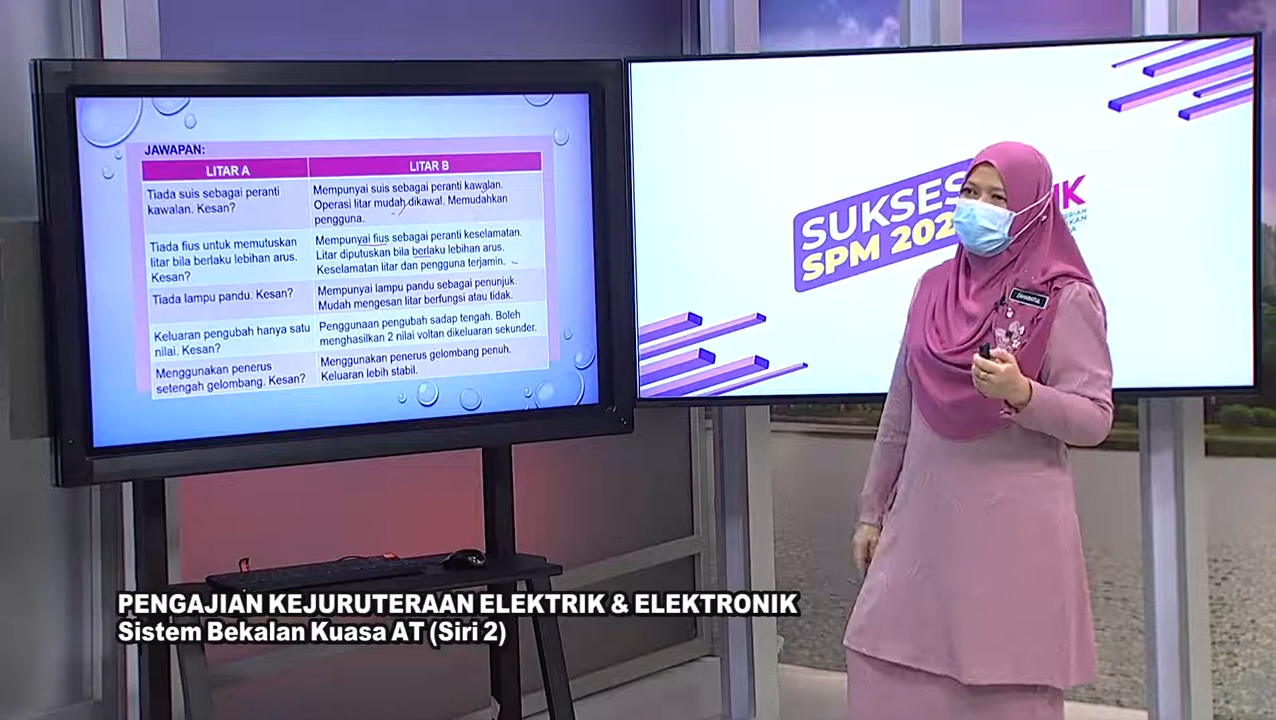 JAWAPAN:
LITAR A
LITAR B
Tiada suis sebagai peranti
kawalan. Kesan?
Mempunyai suis sebagai peranti kawalan.
Operasi litar mudah dikawal. Memudahkan
pengguna.
Tiada fius untuk memutuskan
litar bila berlaku lebihan arus.
Kesan?
Mempunyai fius sebagai peranti keselamatan.
Litar diputuskan bila berlaku lebihan arus.
Keselamatan litar dan pengguna terjamin.
Tiada lampu pandu. Kesan?
Mempunyai lampu pandu sebagai penunjuk.
Mudah mengesan litar berfungsi atau tidak.
Keluaran pengubah hanya satu
nilai. Kesan?
Penggunaan pengubah sadap tengah. Boleh
menghasilkan 2 nilai voltan dikeluaran sekunder.
Menggunakan penerus
setengah gelombang. Kesan?
Menggunakan penerus gelombang penuh.
Keluaran lebih stabil.
SUKSES
SPM 202
PENGAJIAN KEJURUTERAAN ELEKTRIK & ELEKTRONIK
Sistem Bekalan Kuasa AT (Siri 2)